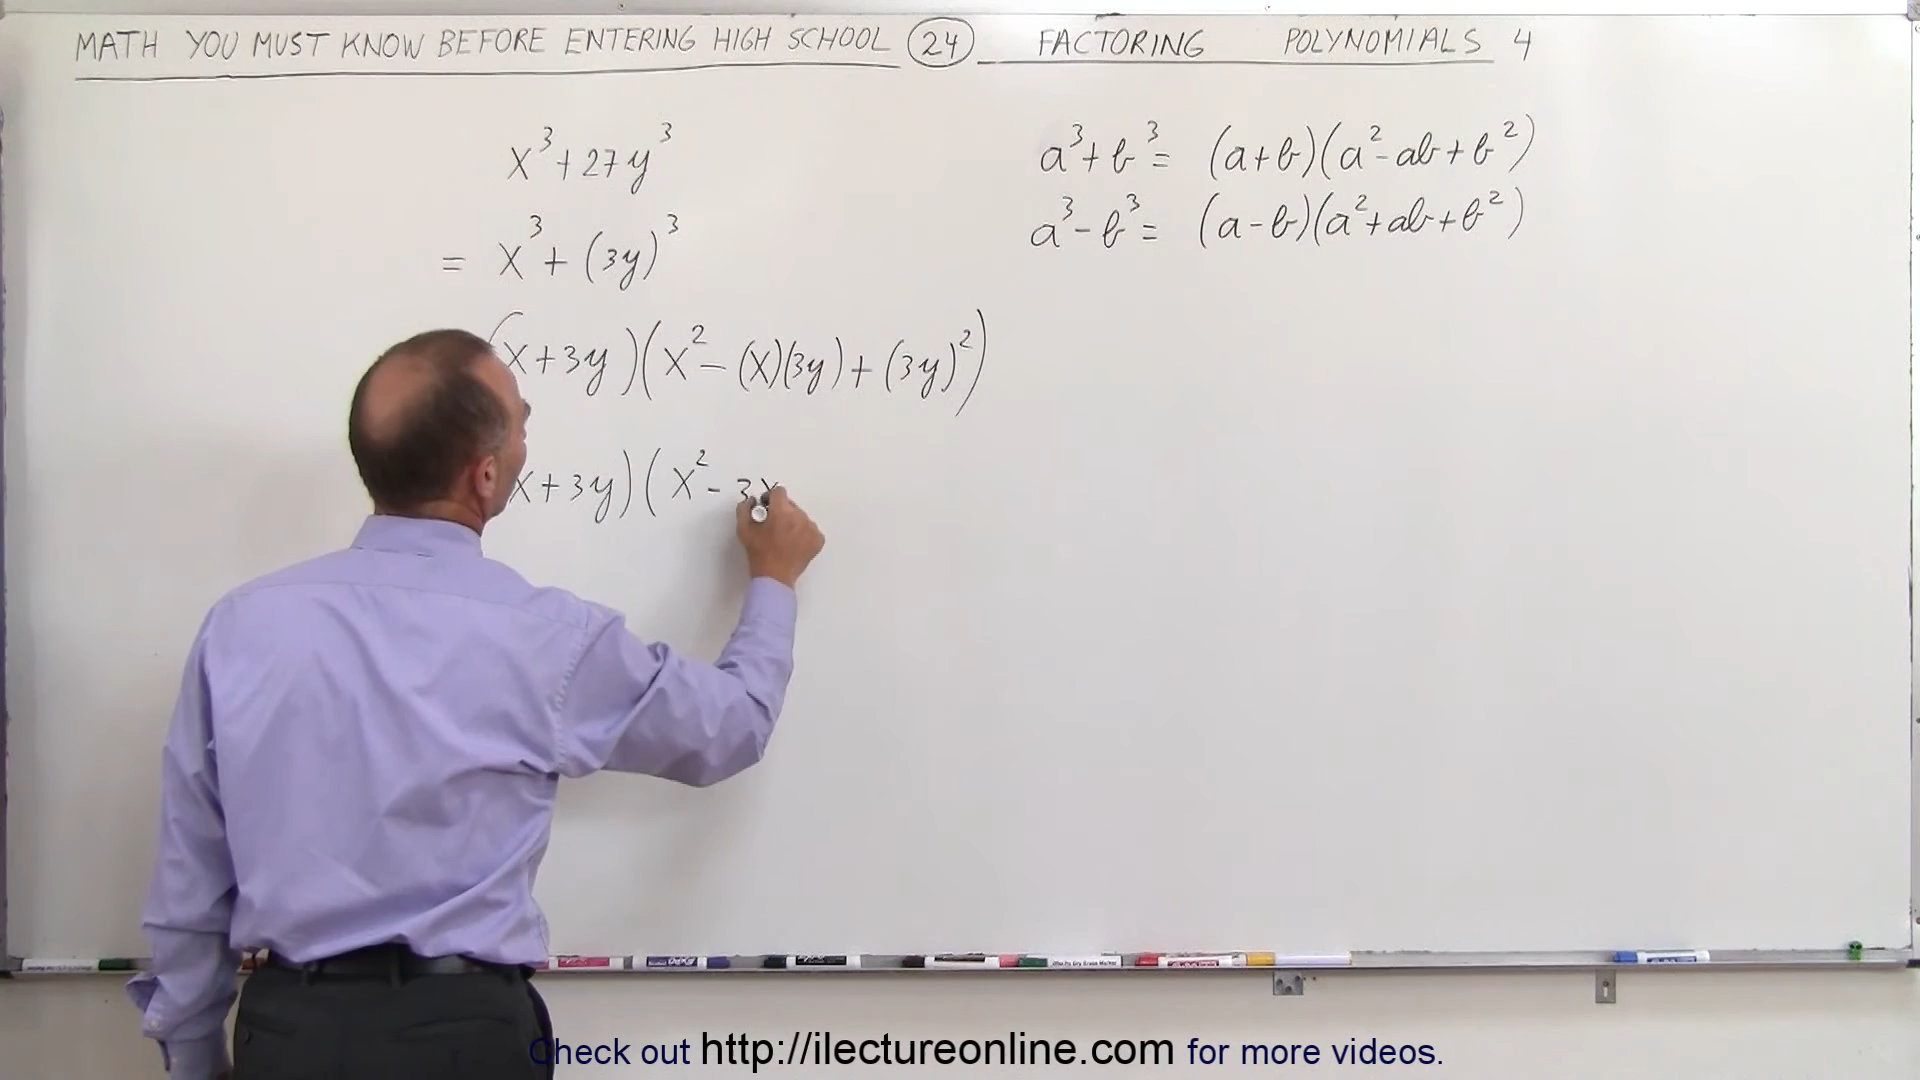 MATH YOU MUST KNOW BEFORE ENTERING HIGH SCHOOL 24 FACTORING POLYNOMIALS 4
x³+27y³
= x³+(3y)³
(x+3y)(x²-(x)(3y)+(3y)²)
x+3y)(x²-3x
a³+b³= (a+b)(a²-ab+b²)
a³-b³= (a-b)(a²+ab+b²)
Check out http://ilectureonline.com for more videos.